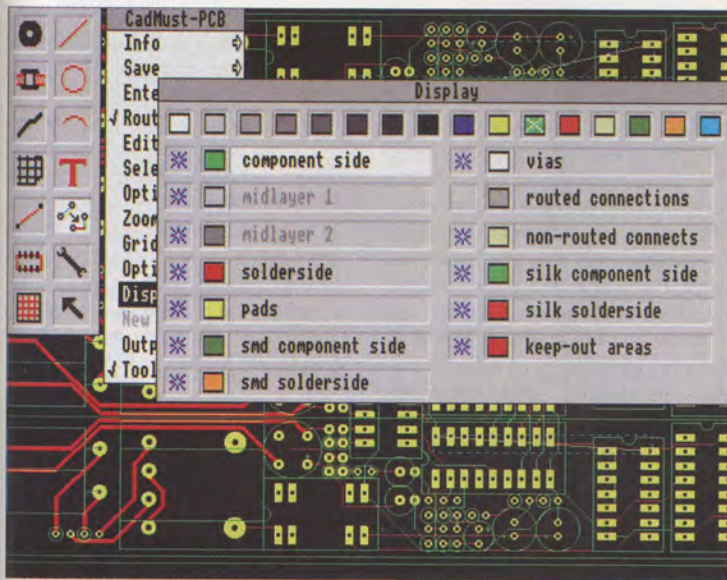 CadMust-PCB
Info
Save
Ente
Rout
Edit
Sele
Opti
Zoom
Grid
Opti
Disp
New
Outp
Tool
T
Display
component side
midlayer 1
midlayer 2
solderside
pads
smd component side
smd solderside
vias
routed connections
non-routed connects
silk component side
silk solderside
keep-out areas